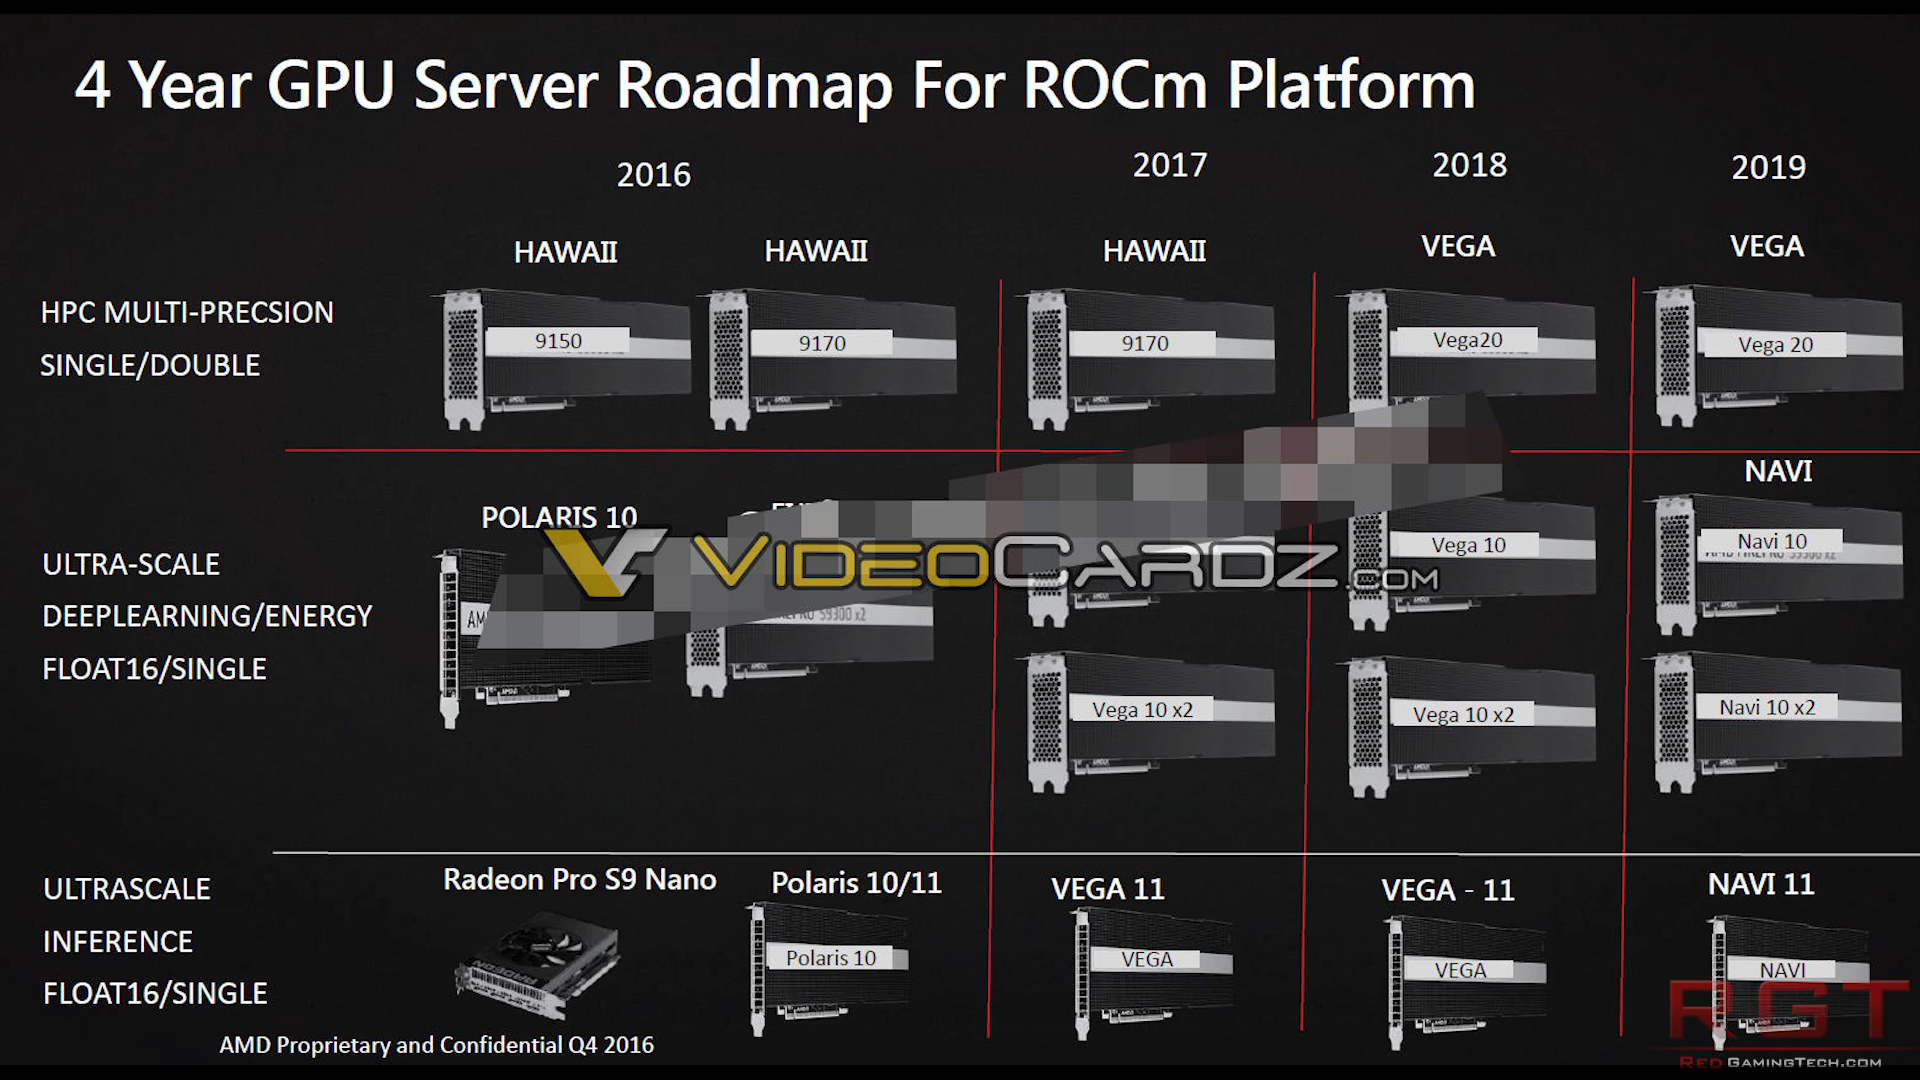 4 Year GPU Server Roadmap For ROCm Platform
2016
2017
2018
2019
HAWAII
HAWAII
HAWAII
VEGA
VEGA
HPC MULTI-PRECSION
SINGLE/DOUBLE
9150
9170
9170
Vega20
Vega 20
POLARIS 10
NAVI
ULTRA-SCALE
DEEPLEARNING/ENERGY
FLOAT16/SINGLE
Vega 10
Navi 10
VIDEOCARDZ.COM
S9300 x2
Vega 10 x2
Vega 10 x2
Navi 10 x2
Radeon Pro S9 Nano
Polaris 10/11
VEGA 11
VEGA - 11
NAVI 11
ULTRASCALE
INFERENCE
FLOAT16/SINGLE
RADEON
Polaris 10
VEGA
VEGA
NAVI
AMD Proprietary and Confidential Q4 2016
RGT
REDGAMINGTECH.COM